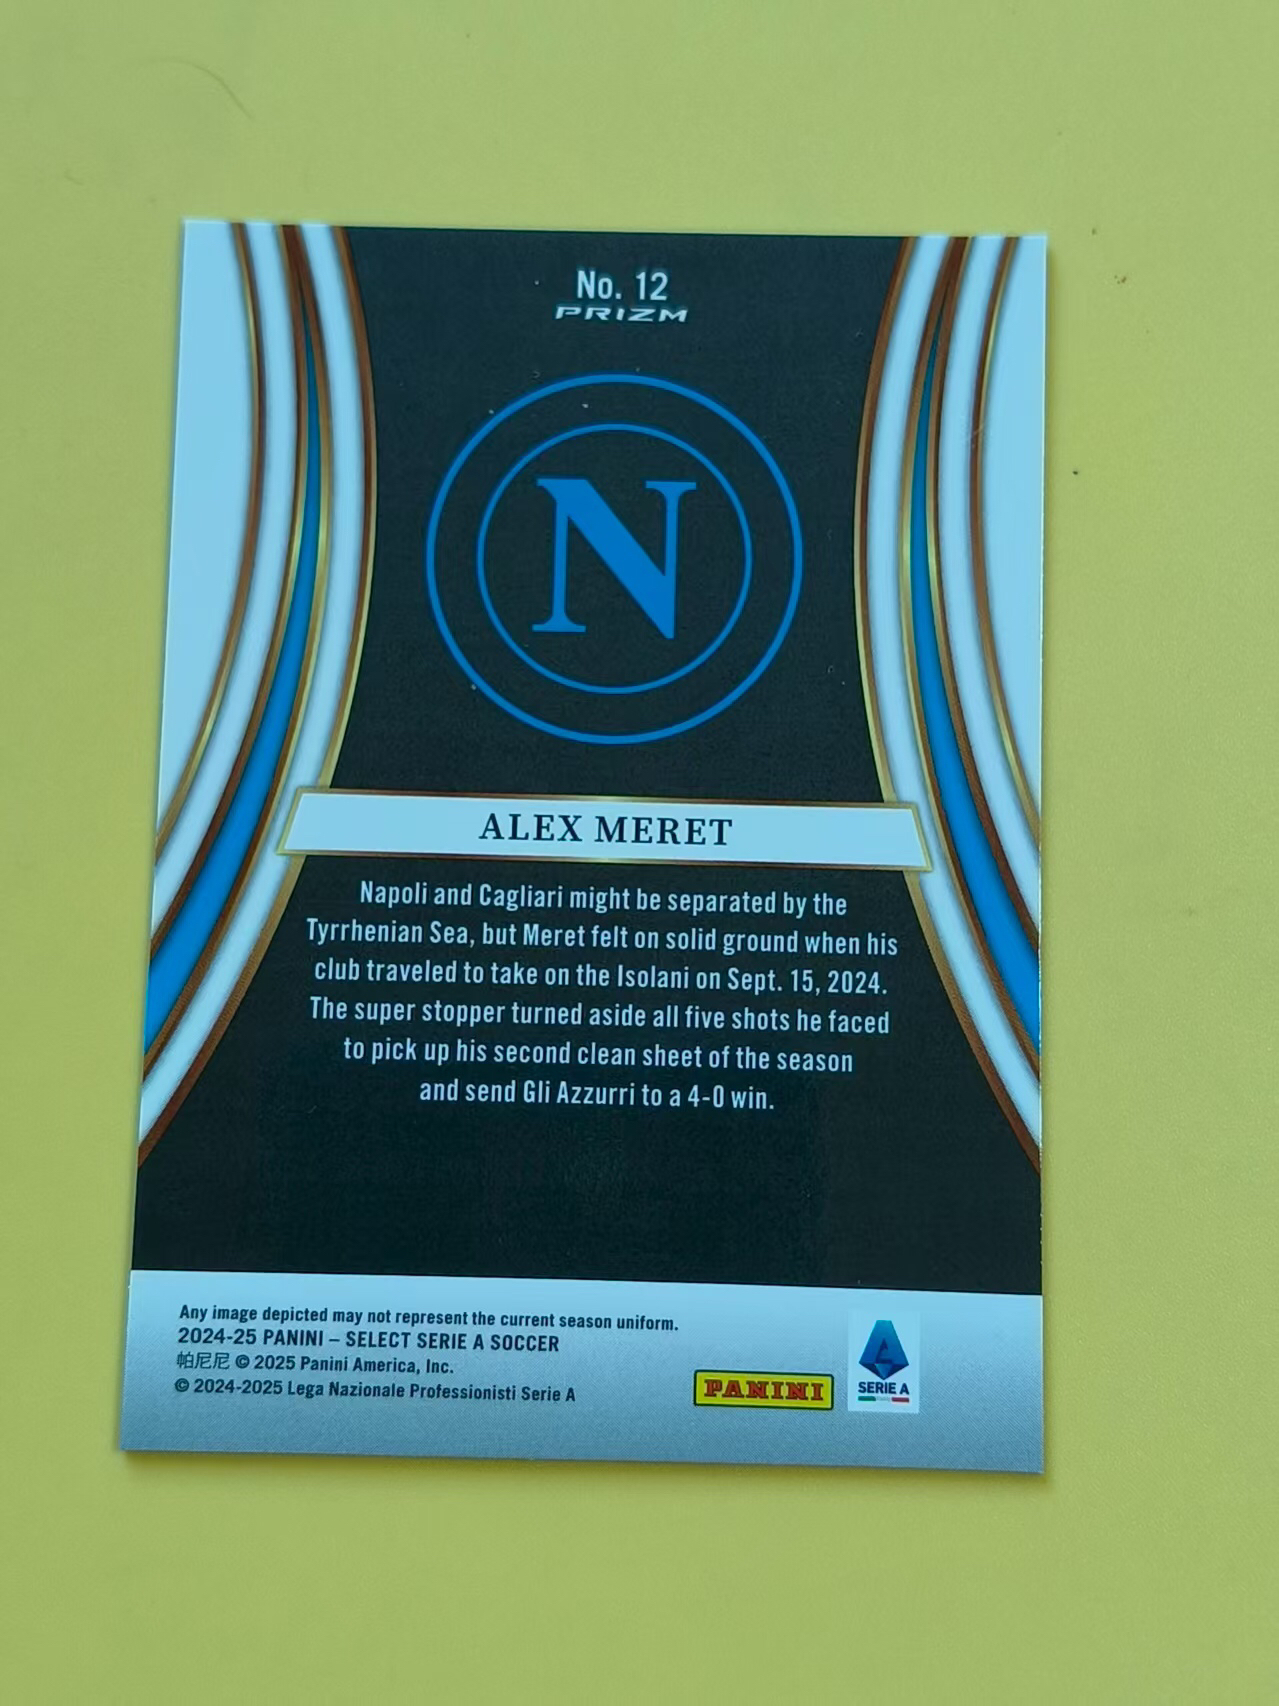 No. 12
PRIZM
N
ALEX MERET
Napoli and Cagliari might be separated by the
Tyrrhenian Sea, but Meret felt on solid ground when his
club traveled to take on the Isolani on Sept. 15, 2024.
The super stopper turned aside all five shots he faced
to pick up his second clean sheet of the season
and send Gli Azzurri to a 4-0 win.
Any image depicted may not represent the current season uniform.
2024-25 PANINI – SELECT SERIE A SOCCER
帕尼尼 © 2025 Panini America, Inc.
© 2024-2025 Lega Nazionale Professionisti Serie A
PANINI
SERIE A